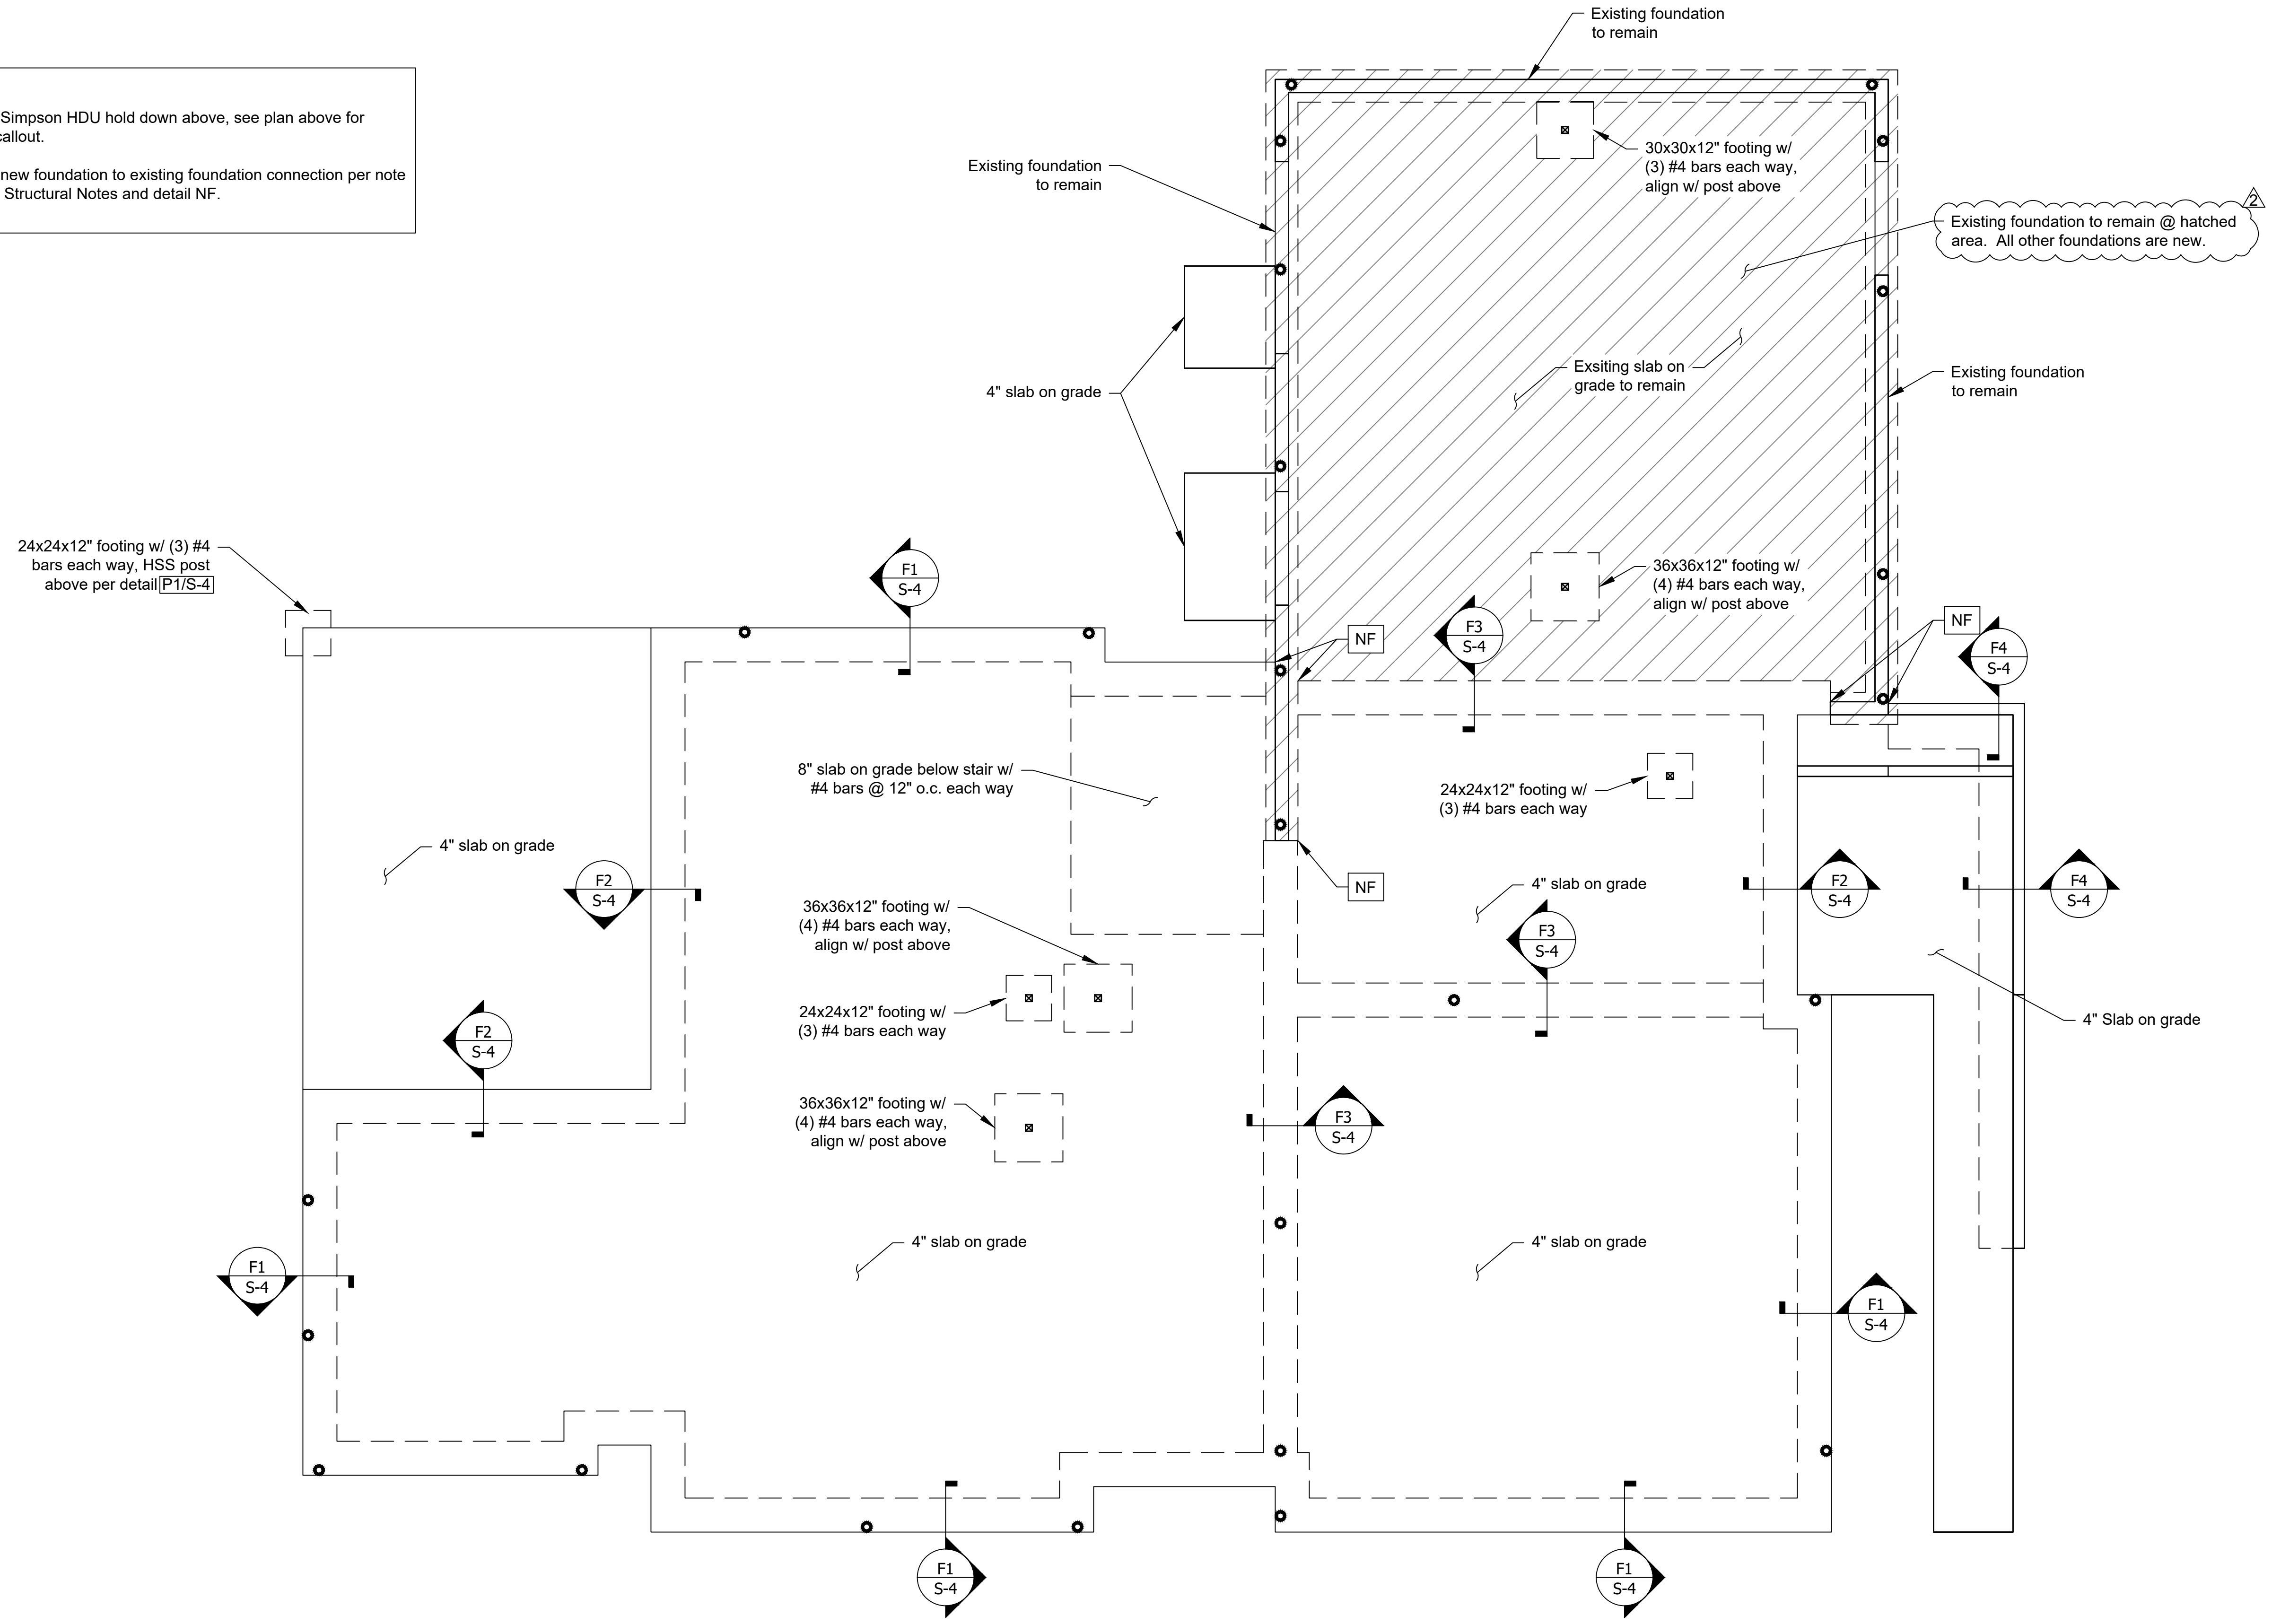 Existing foundation
to remain
Simpson HDU hold down above, see plan above for
callout.
new foundation to existing foundation connection per note
Structural Notes and detail NF.
30x30x12" footing w/
(3) #4 bars each way,
align w/ post above
Existing foundation
to remain
2
Existing foundation to remain @ hatched
area. All other foundations are new.
Exsiting slab on
grade to remain
Existing foundation
to remain
4" slab on grade
24x24x12" footing w/ (3) #4
bars each way, HSS post
above per detail P1/S-4
F1
S-4
36x36x12" footing w/
(4) #4 bars each way,
align w/ post above
F3
S-4
NF
NF
F4
S-4
8" slab on grade below stair w/
#4 bars @ 12" o.c. each way
24x24x12" footing w/
(3) #4 bars each way
4" slab on grade
F2
S-4
NF
4" slab on grade
F2
S-4
F4
S-4
36x36x12" footing w/
(4) #4 bars each way,
align w/ post above
F3
S-4
24x24x12" footing w/
(3) #4 bars each way
4" Slab on grade
F2
S-4
36x36x12" footing w/
(4) #4 bars each way,
align w/ post above
F3
S-4
4" slab on grade
4" slab on grade
F1
S-4
F1
S-4
F1
S-4
F1
S-4